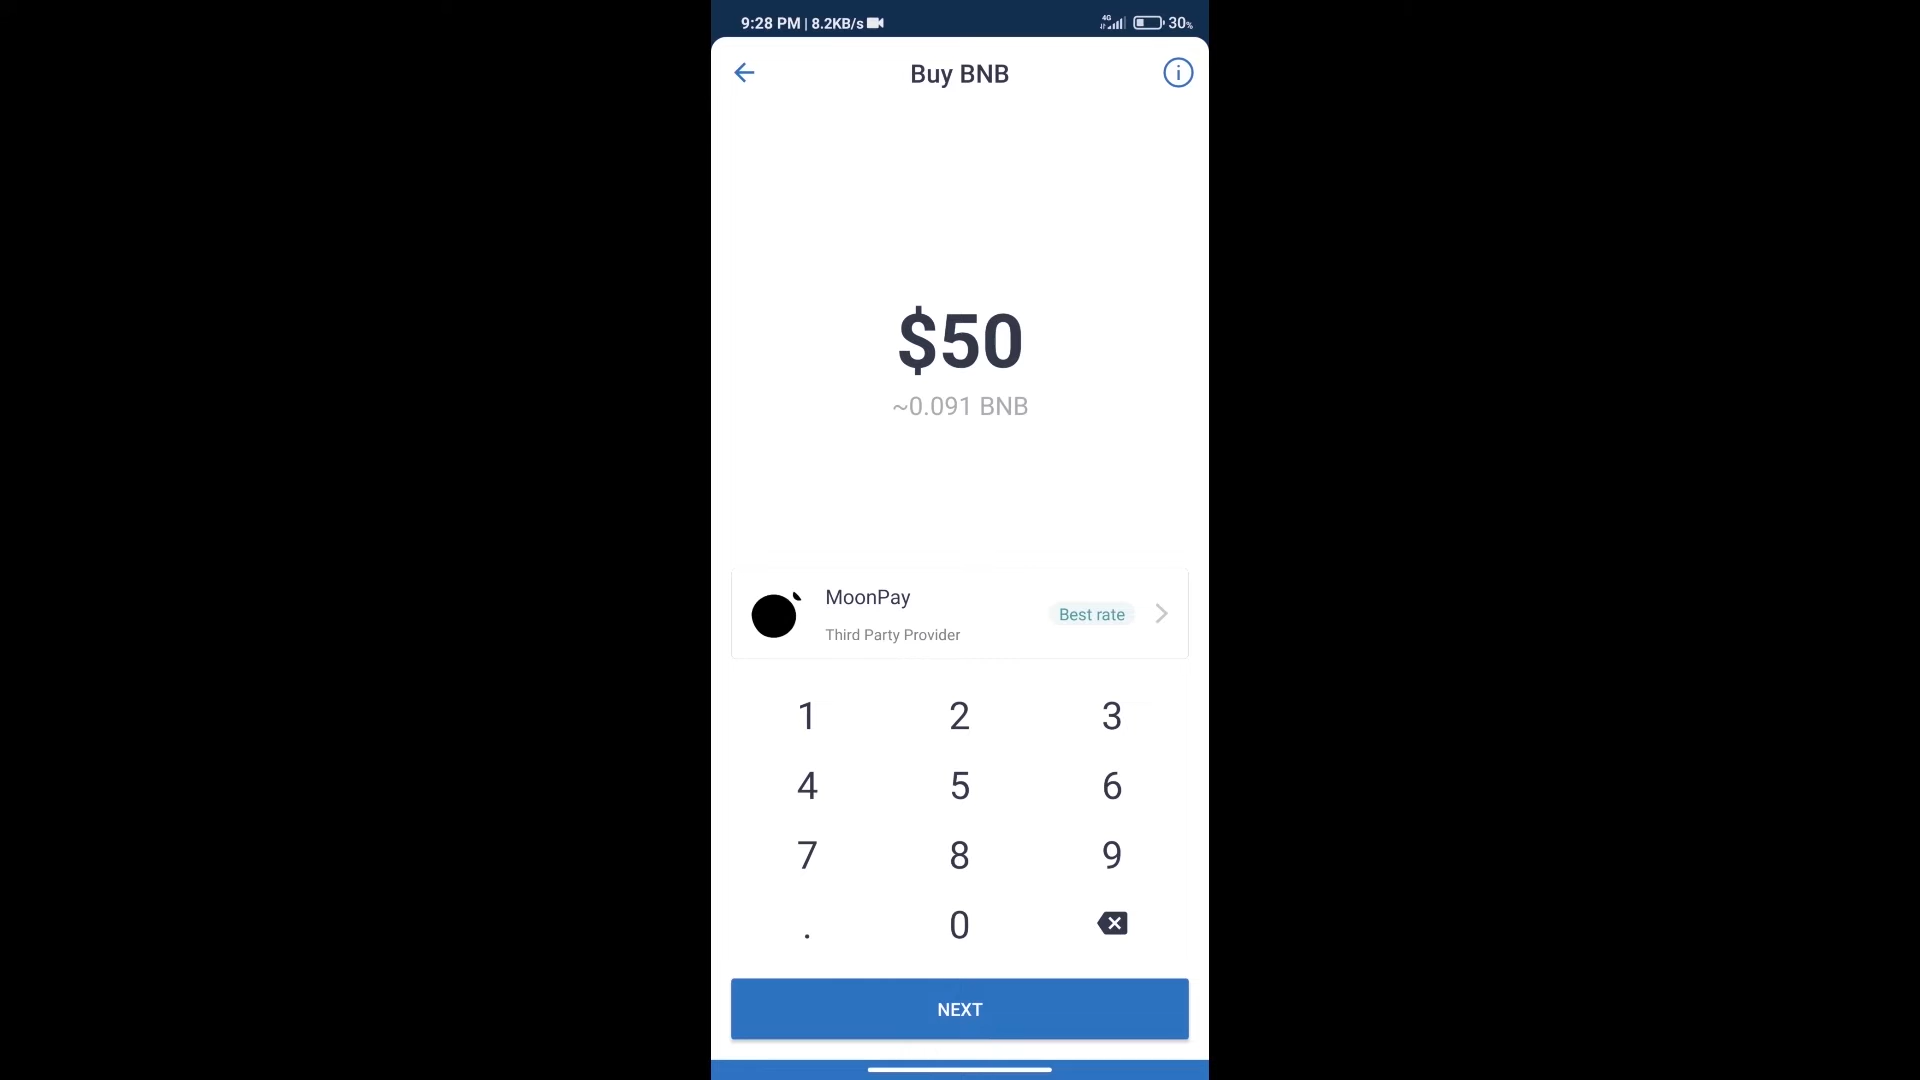 9:28 PM | 8.2KB/s 4G 30%
Buy BNB
$50
~0.091 BNB
MoonPay
Best rate
Third Party Provider
1 2 3
4 5 6
7 8 9
. 0
NEXT